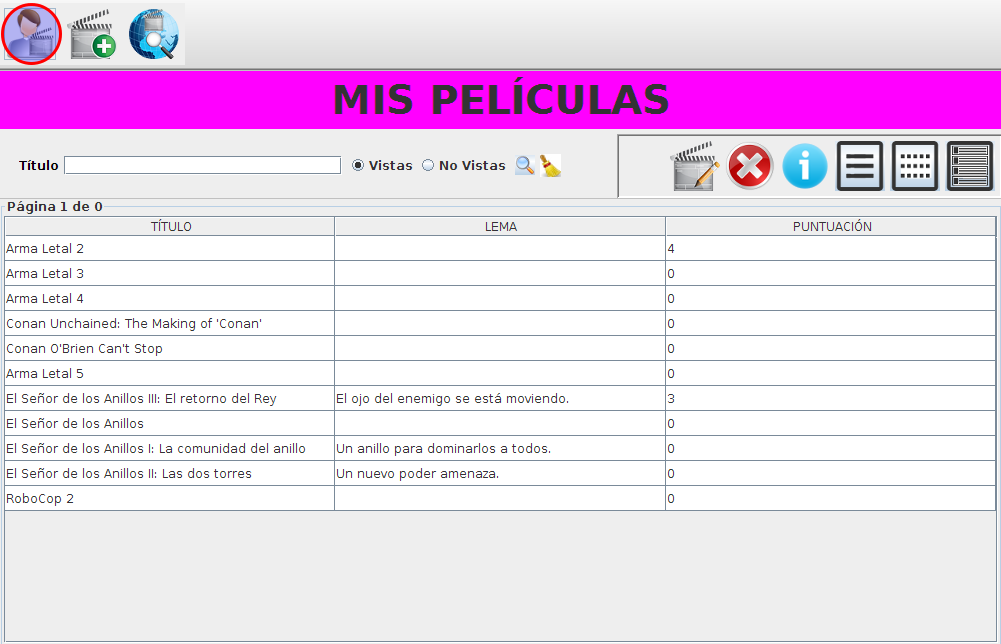 MIS PELÍCULAS
Título Vistas No Vistas
Página 1 de 0
TÍTULO LEMA PUNTUACIÓN
Arma Letal 2 4
Arma Letal 3 0
Arma Letal 4 0
Conan Unchained: The Making of 'Conan' 0
Conan O'Brien Can't Stop 0
Arma Letal 5 0
El Señor de los Anillos III: El retorno del Rey El ojo del enemigo se está moviendo. 3
El Señor de los Anillos 0
El Señor de los Anillos I: La comunidad del anillo Un anillo para dominarlos a todos. 0
El Señor de los Anillos II: Las dos torres Un nuevo poder amenaza. 0
RoboCop 2 0